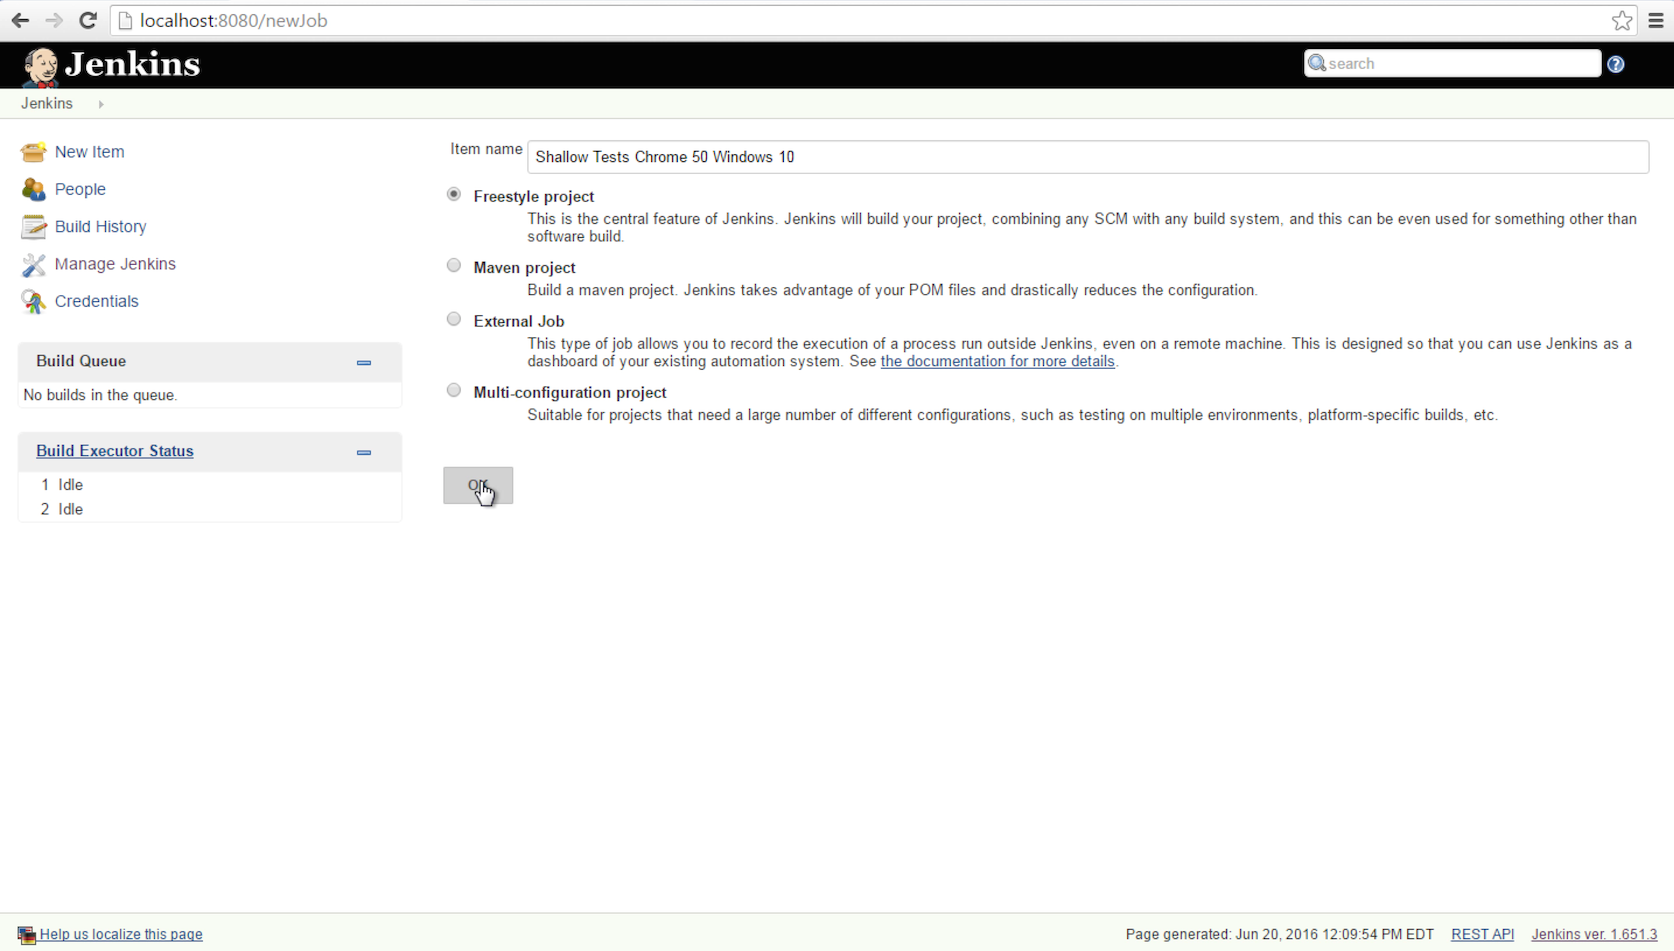 localhost:8080/newJob
Jenkins
search
Jenkins
New Item
People
Build History
Manage Jenkins
Credentials
Build Queue
No builds in the queue.
Build Executor Status
1 Idle
2 Idle
Item name Shallow Tests Chrome 50 Windows 10
Freestyle project
This is the central feature of Jenkins. Jenkins will build your project, combining any SCM with any build system, and this can be even used for something other than
software build.
Maven project
Build a maven project. Jenkins takes advantage of your POM files and drastically reduces the configuration.
External Job
This type of job allows you to record the execution of a process run outside Jenkins, even on a remote machine. This is designed so that you can use Jenkins as a
dashboard of your existing automation system. See the documentation for more details.
Multi-configuration project
Suitable for projects that need a large number of different configurations, such as testing on multiple environments, platform-specific builds, etc.
OK
Help us localize this page
Page generated: Jun 20, 2016 12:09:54 PM EDT REST API Jenkins ver. 1.651.3